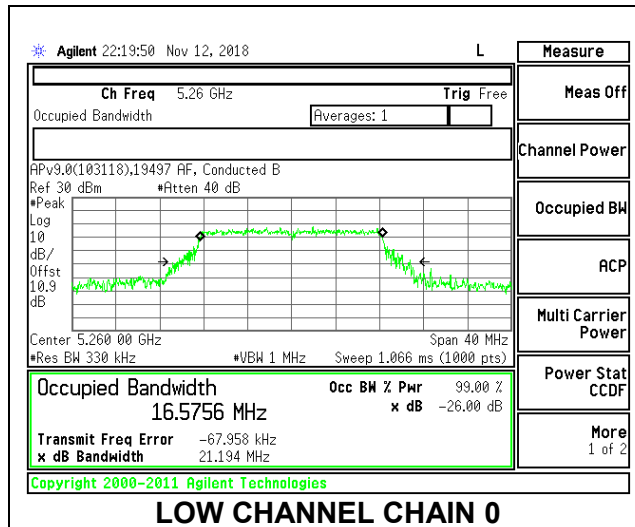 Agilent 22:19:50 Nov 12, 2018 L
Measure
Ch Freq 5.26 GHz Trig Free
Meas Off
Occupied Bandwidth Averages: 1
Channel Power
APv9.0(103118),19497 AF, Conducted B
Ref 30 dBm #Atten 40 dB
#Peak
Log
10
dB/
Offst
10.9
dB
Occupied BW
ACP
Center 5.260 00 GHz Span 40 MHz
#Res BW 330 kHz #VBW 1 MHz Sweep 1.066 ms (1000 pts)
Multi Carrier
Power
Occupied Bandwidth Occ BW % Pwr 99.00 %
16.5756 MHz x dB -26.00 dB
Power Stat
CCDF
Transmit Freq Error -67.958 kHz
x dB Bandwidth 21.194 MHz
More
1 of 2
Copyright 2000-2011 Agilent Technologies
LOW CHANNEL CHAIN 0